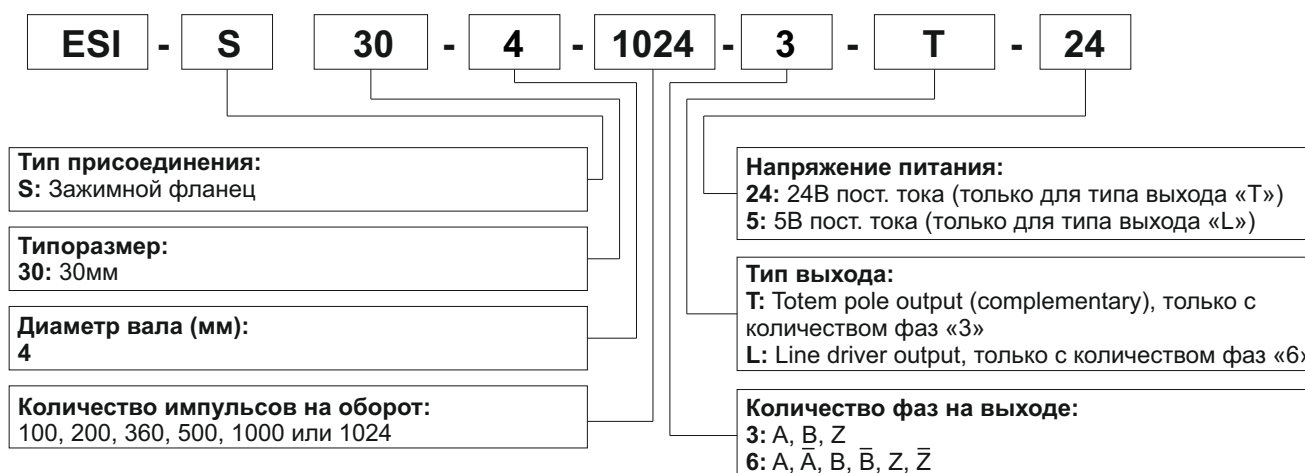 ESI - S 30 - 4 - 1024 - 3 - T - 24
Тип присоединения:
S: Зажимной фланец
Типоразмер:
30: 30мм
Диаметр вала (мм):
4
Количество импульсов на оборот:
100, 200, 360, 500, 1000 или 1024
Напряжение питания:
24: 24В пост. тока (только для типа выхода «T»)
5: 5В пост. тока (только для типа выхода «L»)
Тип выхода:
T: Totem pole output (complementary), только с
количеством фаз «3»
L: Line driver output, только с количеством фаз «6»
Количество фаз на выходе:
3: A, B, Z
6: A, A̅, B, B̅, Z, Z̅